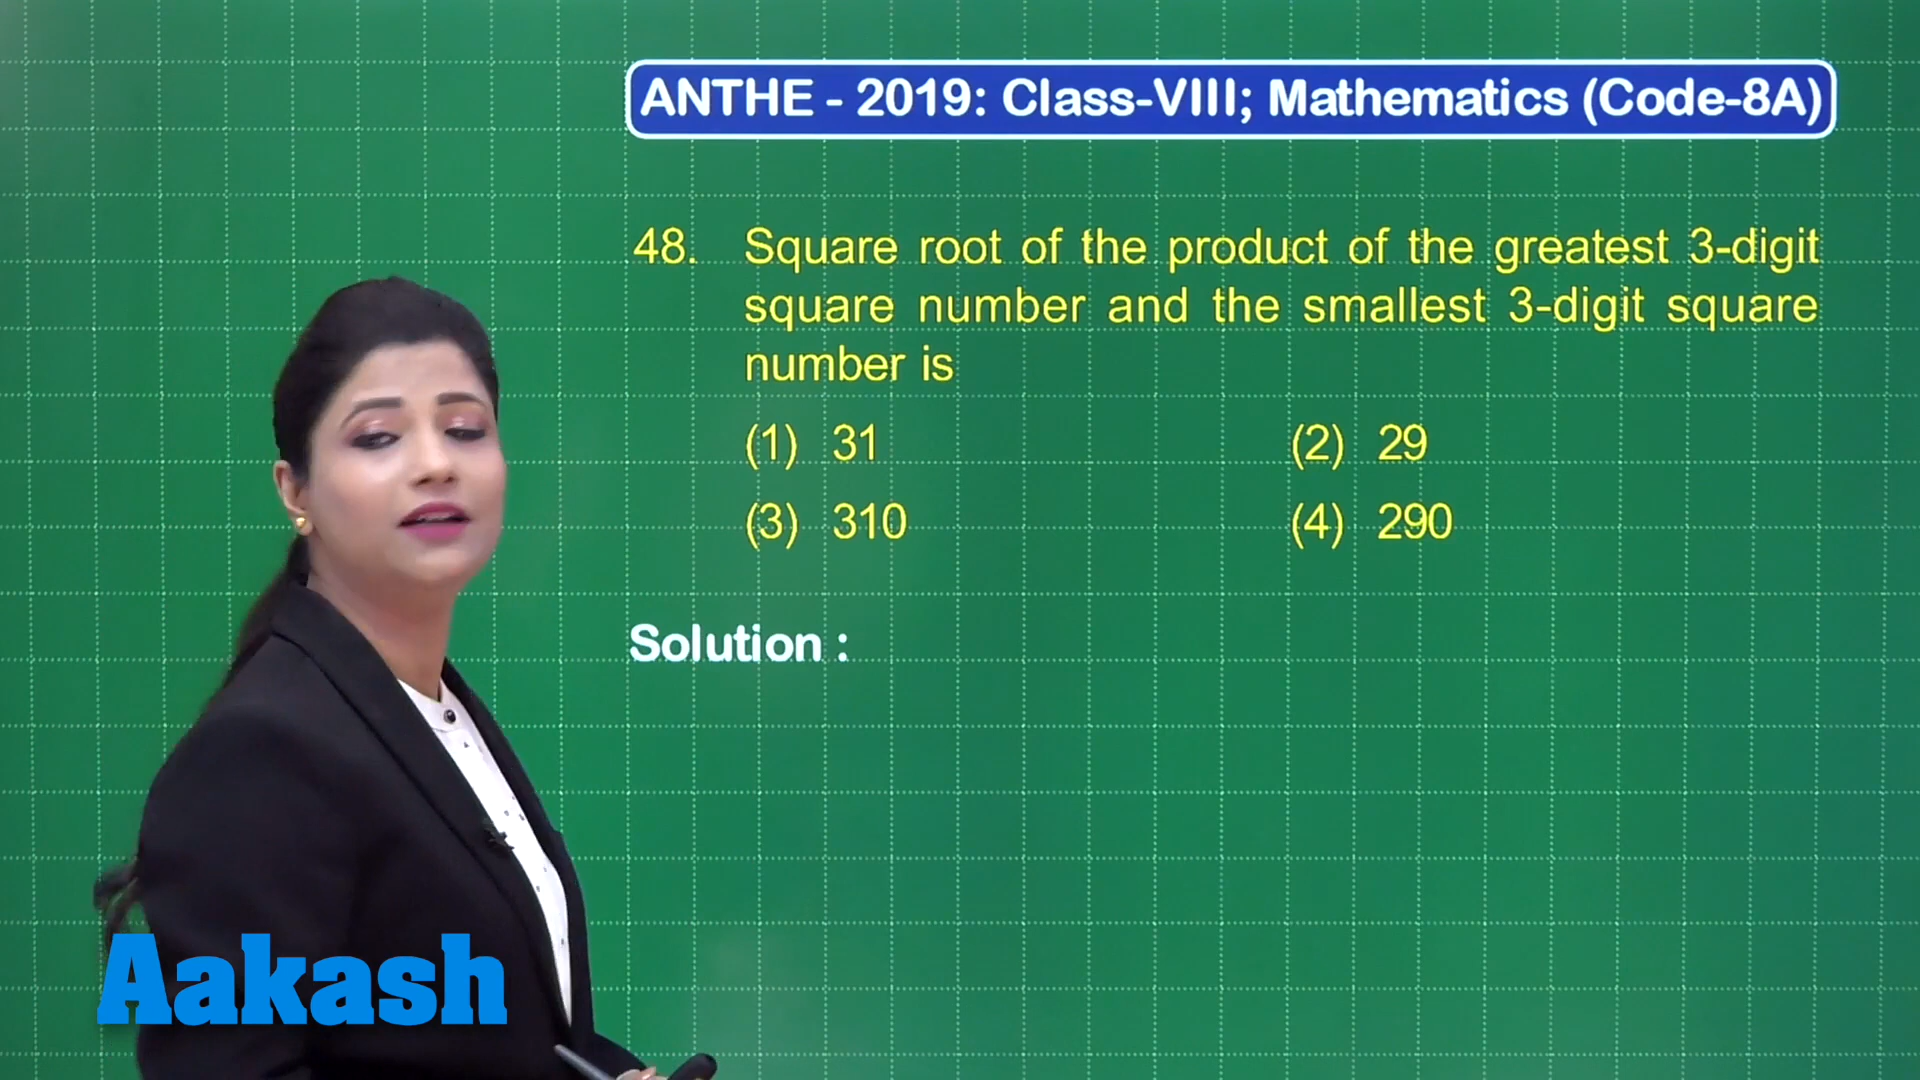 ANTHE - 2019: Class-VIII; Mathematics (Code-8A)
48. Square root of the product of the greatest 3-digit
square number and the smallest 3-digit square
number is
(1) 31 (2) 29
(3) 310 (4) 290
Solution :
Aakash